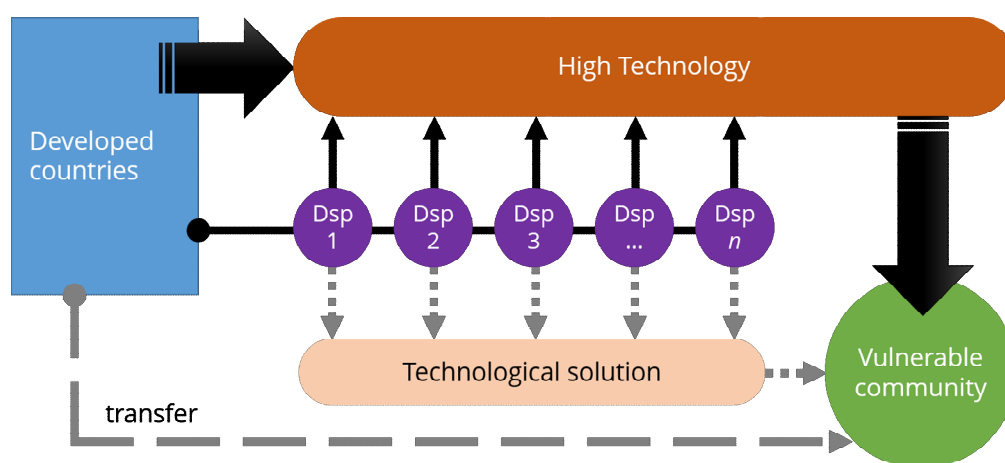 High Technology
Developed
countries
Dsp
1
Dsp
2
Dsp
3
Dsp
...
Dsp
n
Technological solution
Vulnerable
community
transfer